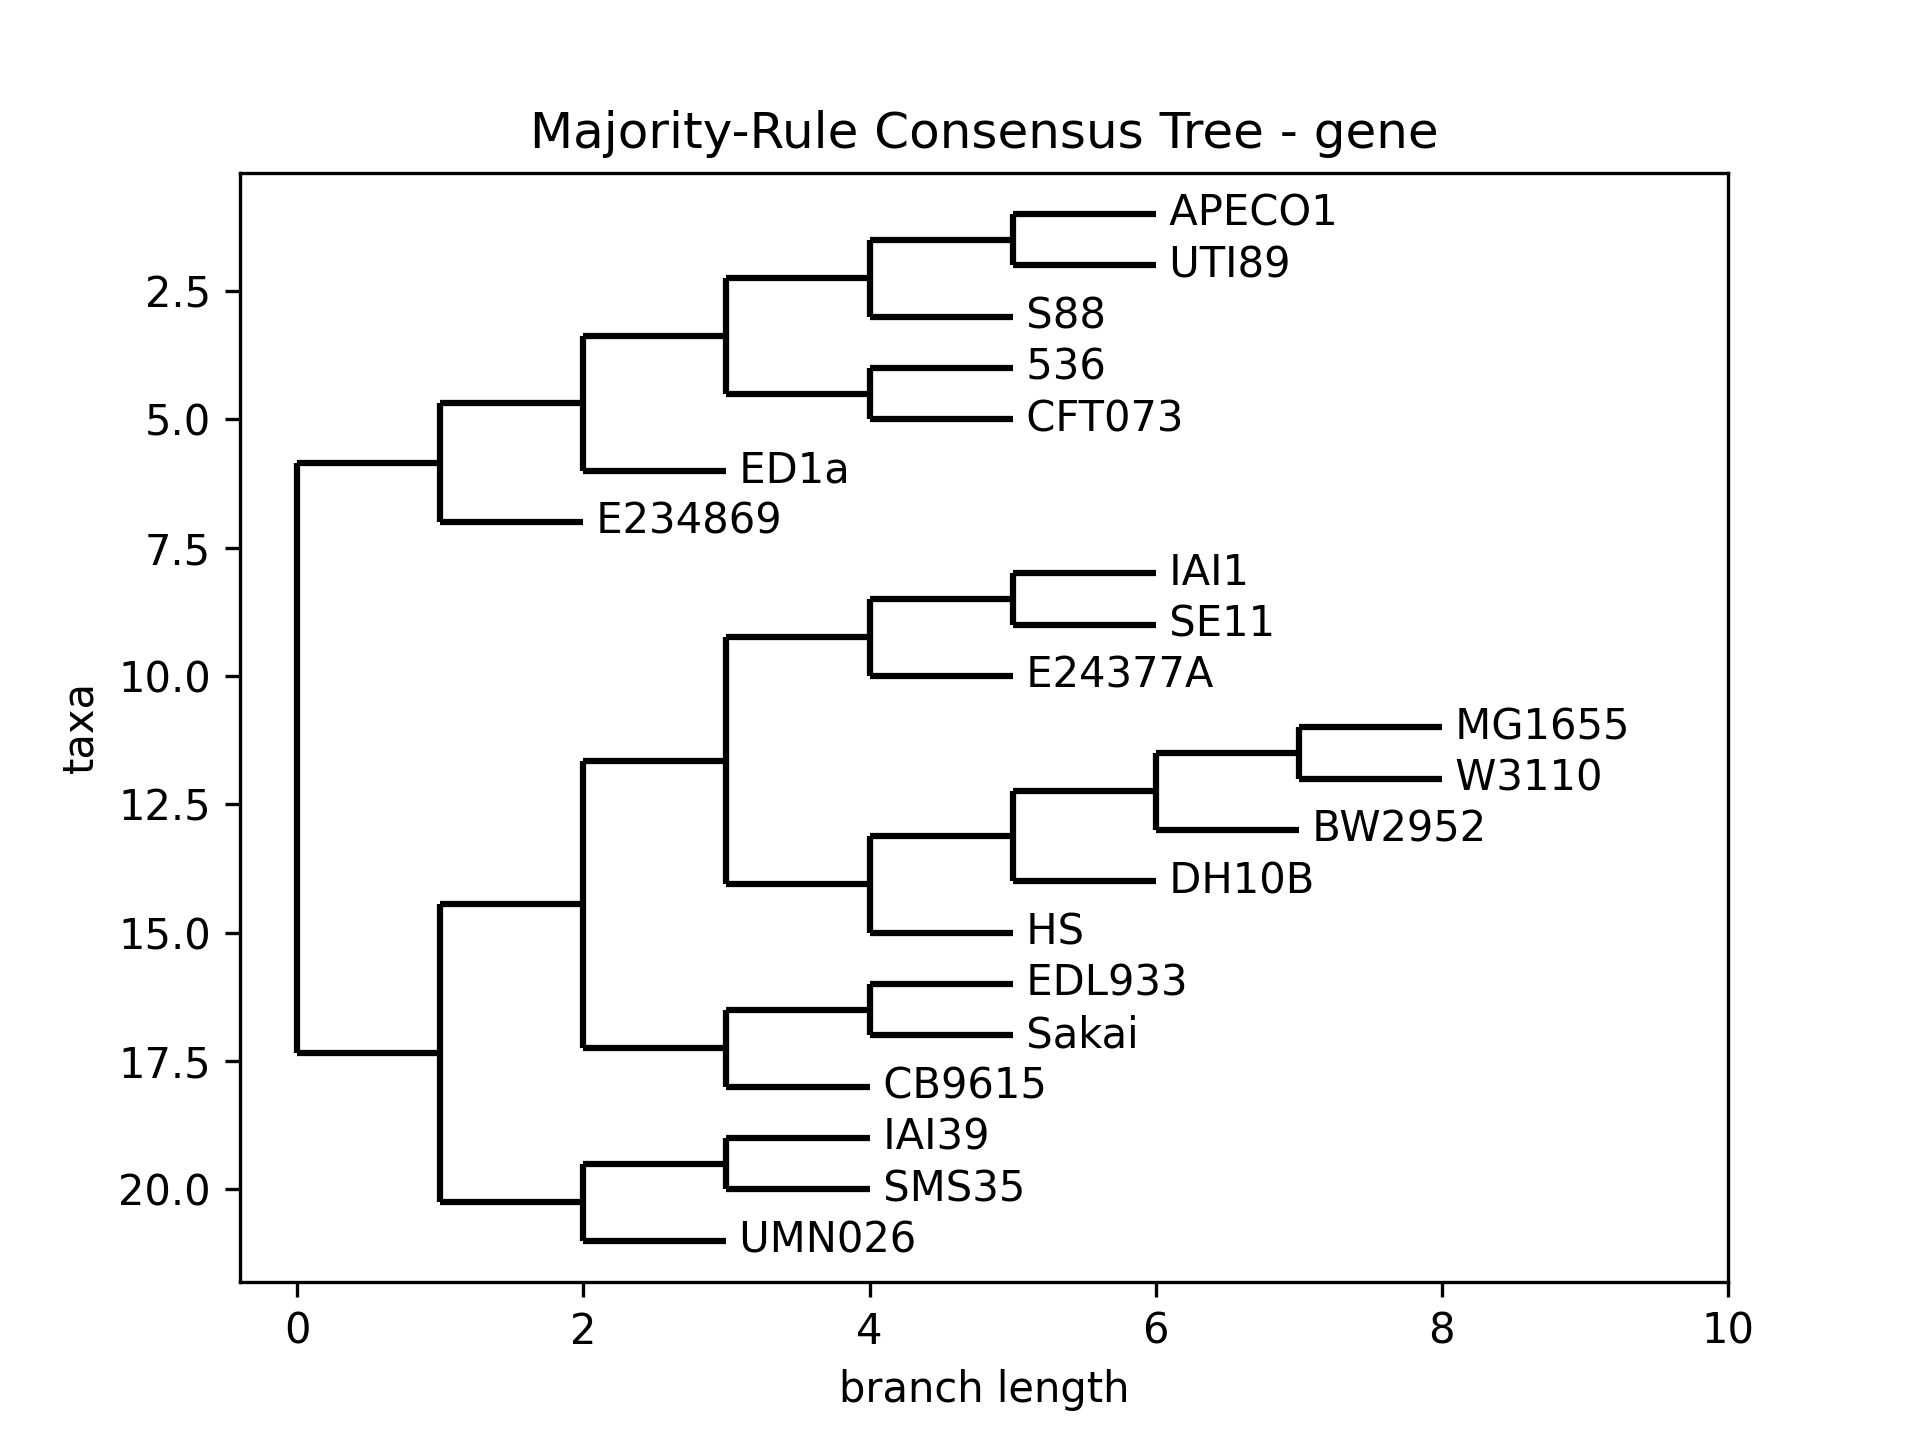 Majority-Rule Consensus Tree - gene
APECO1
UTI89
2.5
S88
536
5.0
CFT073
ED1a
E234869
7.5
IAI1
SE11
10.0
E24377A
taxa
MG1655
W3110
12.5
BW2952
DH10B
15.0
HS
EDL933
Sakai
17.5
CB9615
IAI39
20.0
SMS35
UMN026
0 2 4 6 8 10
branch length